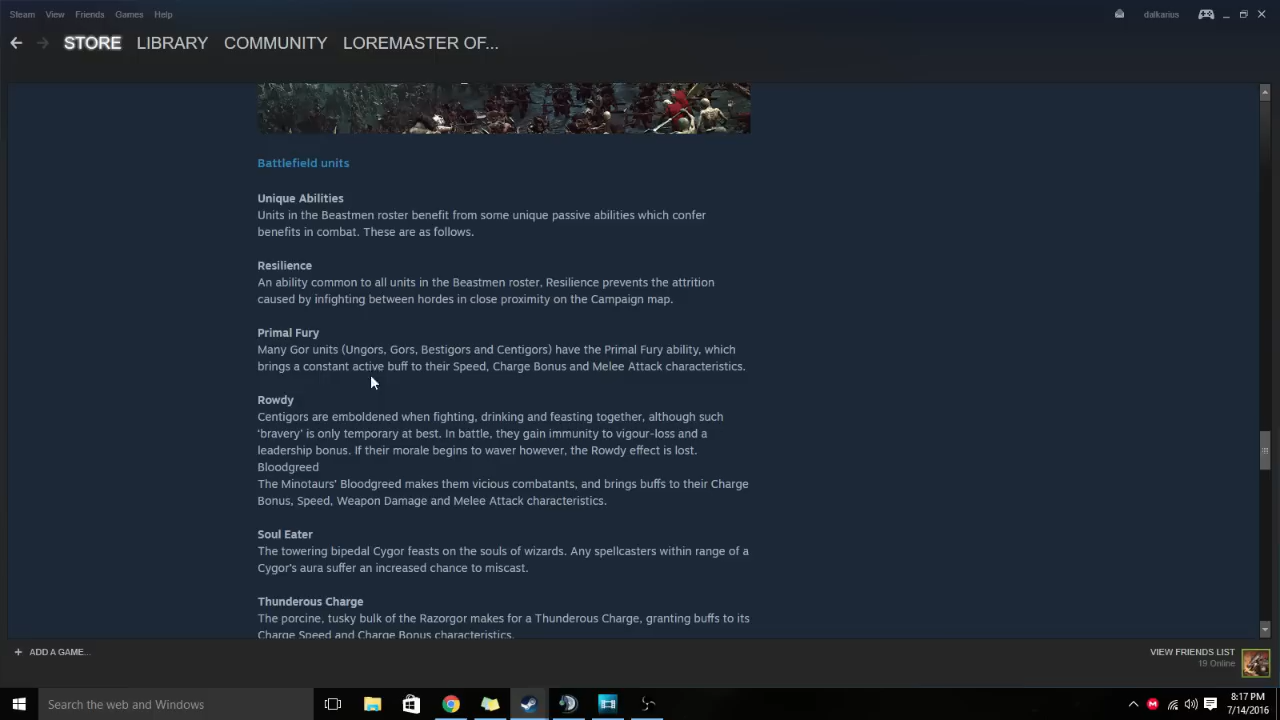 Steam View Friends Games Help dalkarius
STORE LIBRARY COMMUNITY LOREMASTER OF...
Battlefield units
Unique Abilities
Units in the Beastmen roster benefit from some unique passive abilities which confer
benefits in combat. These are as follows.
Resilience
An ability common to all units in the Beastmen roster, Resilience prevents the attrition
caused by infighting between hordes in close proximity on the Campaign map.
Primal Fury
Many Gor units (Ungors, Gors, Bestigors and Centigors) have the Primal Fury ability, which
brings a constant active buff to their Speed, Charge Bonus and Melee Attack characteristics.
Rowdy
Centigors are emboldened when fighting, drinking and feasting together, although such
‘bravery’ is only temporary at best. In battle, they gain immunity to vigour-loss and a
leadership bonus. If their morale begins to waver however, the Rowdy effect is lost.
Bloodgreed
The Minotaurs’ Bloodgreed makes them vicious combatants, and brings buffs to their Charge
Bonus, Speed, Weapon Damage and Melee Attack characteristics.
Soul Eater
The towering bipedal Cygor feasts on the souls of wizards. Any spellcasters within range of a
Cygor’s aura suffer an increased chance to miscast.
Thunderous Charge
The porcine, tusky bulk of the Razorgor makes for a Thunderous Charge, granting buffs to its
Charge Speed and Charge Bonus characteristics.
+ ADD A GAME... VIEW FRIENDS LIST
19 Online
Search the web and Windows
8:17 PM
7/14/2016